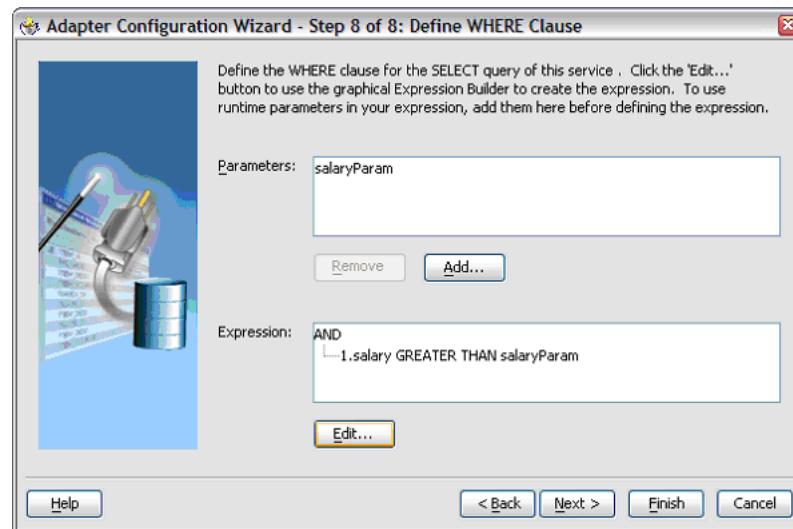 Adapter Configuration Wizard - Step 8 of 8: Define WHERE Clause
Define the WHERE clause for the SELECT query of this service . Click the 'Edit...'
button to use the graphical Expression Builder to create the expression. To use
runtime parameters in your expression, add them here before defining the expression.
Parameters:
salaryParam
Remove
Add...
Expression:
AND
1.salary GREATER THAN salaryParam
Edit...
Help
< Back
Next >
Finish
Cancel